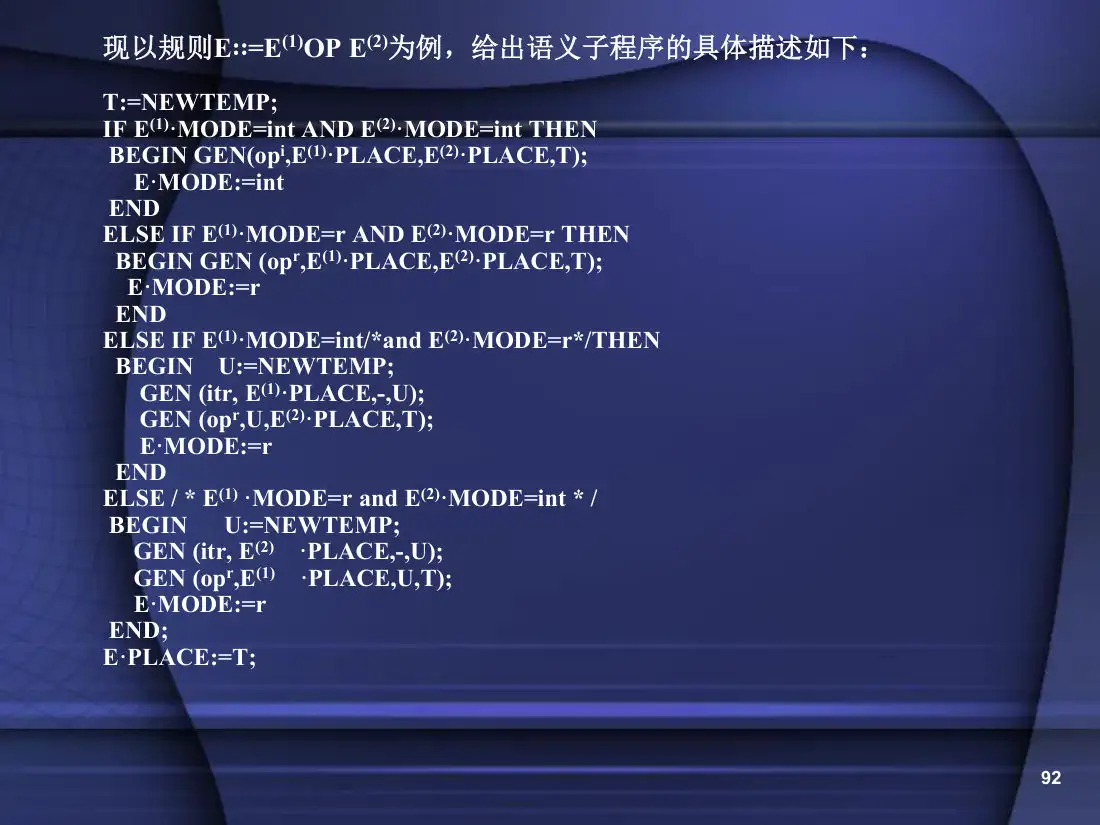 现以规则E::=E⁽¹⁾OP E⁽²⁾为例，给出语义子程序的具体描述如下：
T:=NEWTEMP;
IF E⁽¹⁾·MODE=int AND E⁽²⁾·MODE=int THEN
BEGIN GEN(opⁱ,E⁽¹⁾·PLACE,E⁽²⁾·PLACE,T);
E·MODE:=int
END
ELSE IF E⁽¹⁾·MODE=r AND E⁽²⁾·MODE=r THEN
BEGIN GEN (opʳ,E⁽¹⁾·PLACE,E⁽²⁾·PLACE,T);
E·MODE:=r
END
ELSE IF E⁽¹⁾·MODE=int/*and E⁽²⁾·MODE=r*/THEN
BEGIN U:=NEWTEMP;
GEN (itr, E⁽¹⁾·PLACE,-,U);
GEN (opʳ,U,E⁽²⁾·PLACE,T);
E·MODE:=r
END
ELSE / * E⁽¹⁾ ·MODE=r and E⁽²⁾·MODE=int * /
BEGIN U:=NEWTEMP;
GEN (itr, E⁽²⁾ ·PLACE,-,U);
GEN (opʳ,E⁽¹⁾ ·PLACE,U,T);
E·MODE:=r
END;
E·PLACE:=T;
92